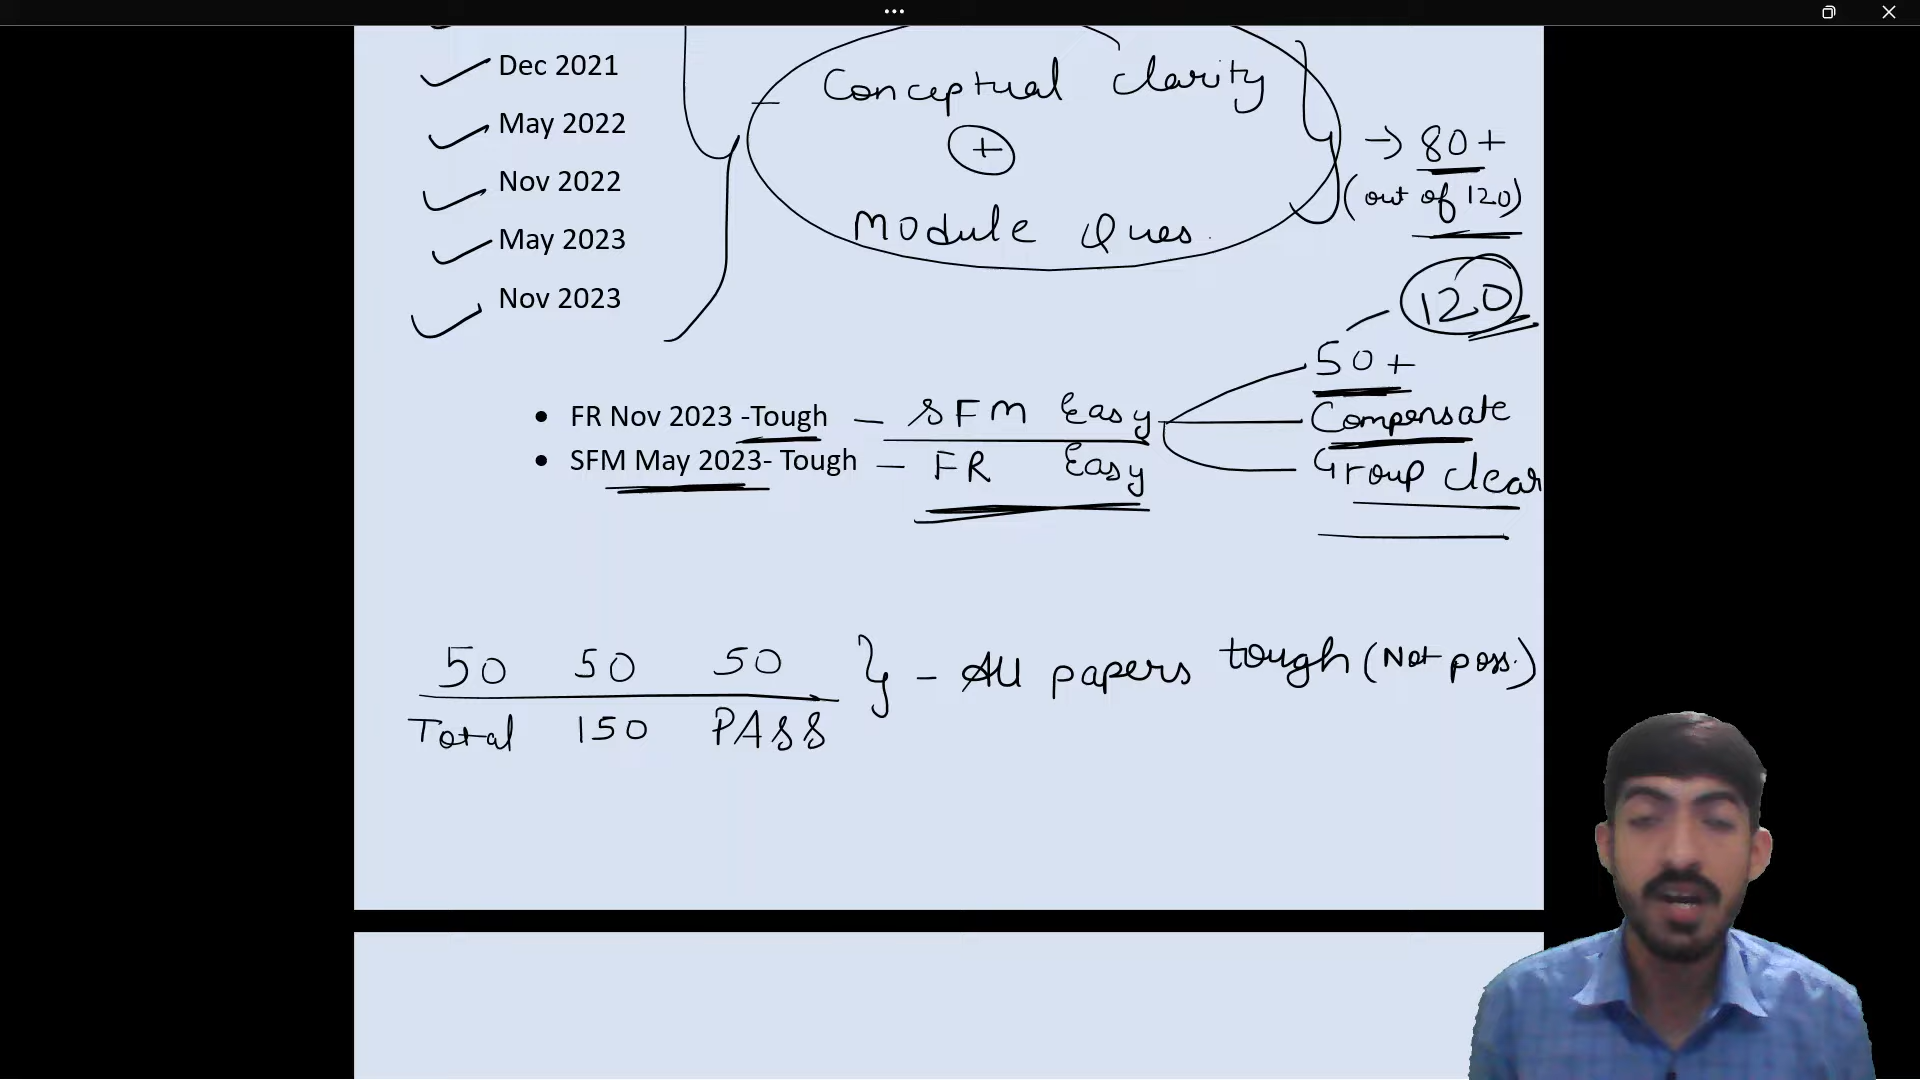 Dec 2021
Conceptual clarity
May 2022
+
→ 80+
Nov 2022
(out of 120)
May 2023
Module Ques.
Nov 2023
120
50+
• FR Nov 2023 -Tough – SFM Easy
Compensate
• SFM May 2023- Tough – FR Easy
Group clear
50 50 50 } - All papers tough (Not poss.)
Total 150 PASS